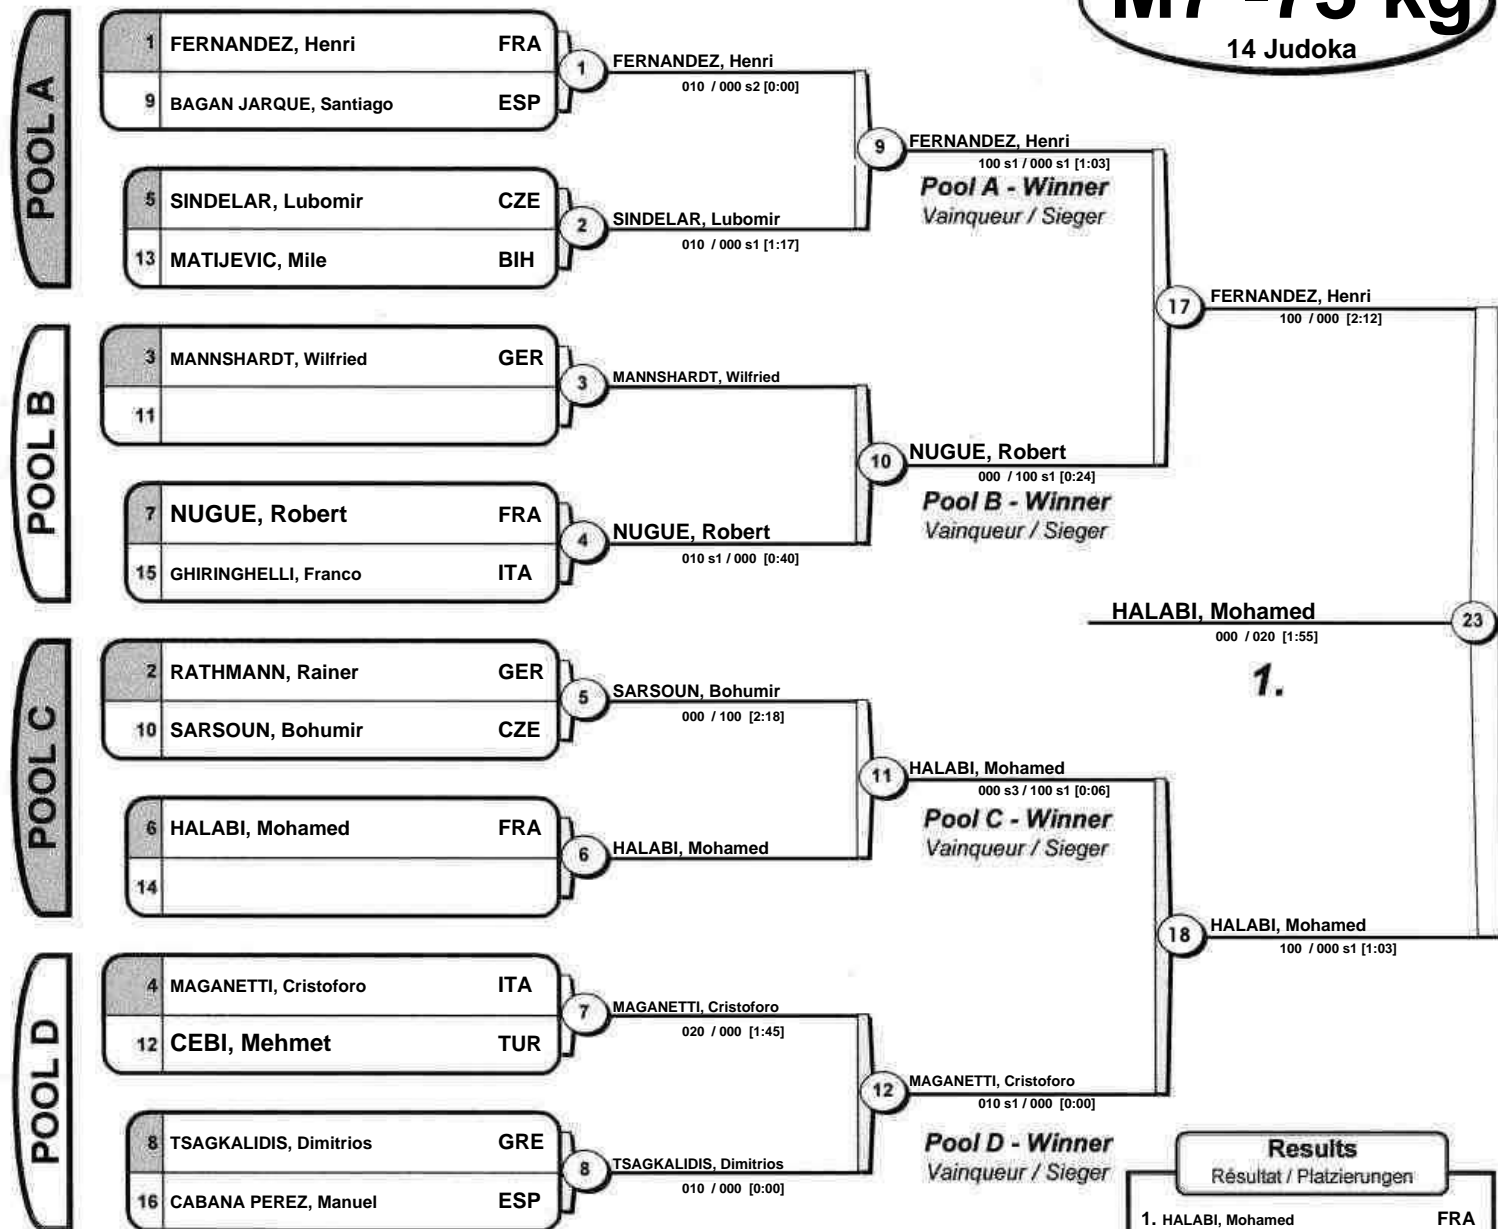 M7 -73 kg
14 Judoka
POOL A
1 FERNANDEZ, Henri FRA
9 BAGAN JARQUE, Santiago ESP
1
FERNANDEZ, Henri
010 / 000 s2 [0:00]
5 SINDELAR, Lubomir CZE
13 MATIJEVIC, Mile BIH
2
SINDELAR, Lubomir
010 / 000 s1 [1:17]
9
FERNANDEZ, Henri
100 s1 / 000 s1 [1:03]
Pool A - Winner
Vainqueur / Sieger
POOL B
3 MANNSHARDT, Wilfried GER
11
3
MANNSHARDT, Wilfried
7 NUGUE, Robert FRA
15 GHIRINGHELLI, Franco ITA
4
NUGUE, Robert
010 s1 / 000 [0:40]
10
NUGUE, Robert
000 / 100 s1 [0:24]
Pool B - Winner
Vainqueur / Sieger
17
FERNANDEZ, Henri
100 / 000 [2:12]
HALABI, Mohamed
23
000 / 020 [1:55]
1.
POOL C
2 RATHMANN, Rainer GER
10 SARSOUN, Bohumir CZE
5
SARSOUN, Bohumir
000 / 100 [2:18]
6 HALABI, Mohamed FRA
14
6
HALABI, Mohamed
11
HALABI, Mohamed
000 s3 / 100 s1 [0:06]
Pool C - Winner
Vainqueur / Sieger
18
HALABI, Mohamed
100 / 000 s1 [1:03]
POOL D
4 MAGANETTI, Cristoforo ITA
12 CEBI, Mehmet TUR
7
MAGANETTI, Cristoforo
020 / 000 [1:45]
8 TSAGKALIDIS, Dimitrios GRE
16 CABANA PEREZ, Manuel ESP
8
TSAGKALIDIS, Dimitrios
010 / 000 [0:00]
12
MAGANETTI, Cristoforo
010 s1 / 000 [0:00]
Pool D - Winner
Vainqueur / Sieger
Results
Résultat / Platzierungen
1. HALABI, Mohamed FRA